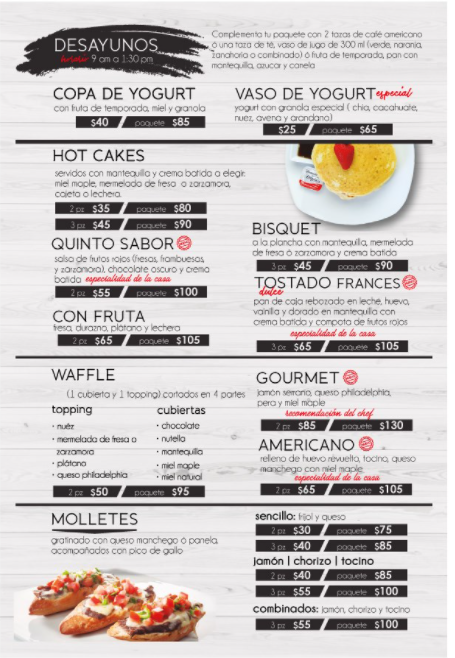 DESAYUNOS
horario 9 am a 1:30 pm
Complementa tu paquete con 2 tazas de café americano
ó una taza de té, vaso de jugo de 300 ml (verde, naranja,
zanahoria o combinado) ó fruta de temporada, pan con
mantequilla, azucar y canela
COPA DE YOGURT
con fruta de temporada, miel y granola
$40 / paquete $85
VASO DE YOGURT especial
yogurt con granola especial ( chia, cacahuate,
nuez, avena y arandano)
$25 / paquete $65
HOT CAKES
servidos con mantequilla y crema batida a elegir:
miel maple, mermelada de fresa o zarzamora,
cajeta o lechera.
2 pz $35 / paquete $80
3 pz $45 / paquete $90
QUINTO SABOR
salsa de frutos rojos (fresas, frambuesas,
y zarzamora), chocolate oscuro y crema
batida especialidad de la casa
2 pz $55 / paquete $100
CON FRUTA
fresa, durazno, plátano y lechera
2 pz $65 / paquete $105
BISQUET
a la plancha con mantequilla, mermelada
de fresa ó zarzamora y crema batida
3 pz $45 / paquete $90
TOSTADO FRANCES
dulce
pan de caja rebozado en leche, huevo,
vainilla y dorado en mantequilla con
crema batida y compota de frutos rojos
especialidad de la casa
3 pz $65 / paquete $105
WAFFLE
(1 cubierta y 1 topping) cortados en 4 partes
topping
· nuez
· mermelada de fresa o
zarzamora
· plátano
· queso philadelphia
cubiertas
· chocolate
· nutella
· mantequilla
· miel maple
· miel natural
2 pz $50 / paquete $95
GOURMET
jamón serrano, queso philadelphia,
pera y miel maple
recomendación del chef
2 pz $85 / paquete $130
AMERICANO
relleno de huevo revuelto, tocino, queso
manchego con miel maple
especialidad de la casa
2 pz $65 / paquete $105
MOLLETES
gratinado con queso manchego ó panela,
acompañados con pico de gallo
sencillo: frijol y queso
2 pz $30 / paquete $75
3 pz $40 / paquete $85
jamón | chorizo | tocino
2 pz $40 / paquete $85
3 pz $55 / paquete $100
combinados: jamón, chorizo y tocino
3 pz $55 / paquete $100